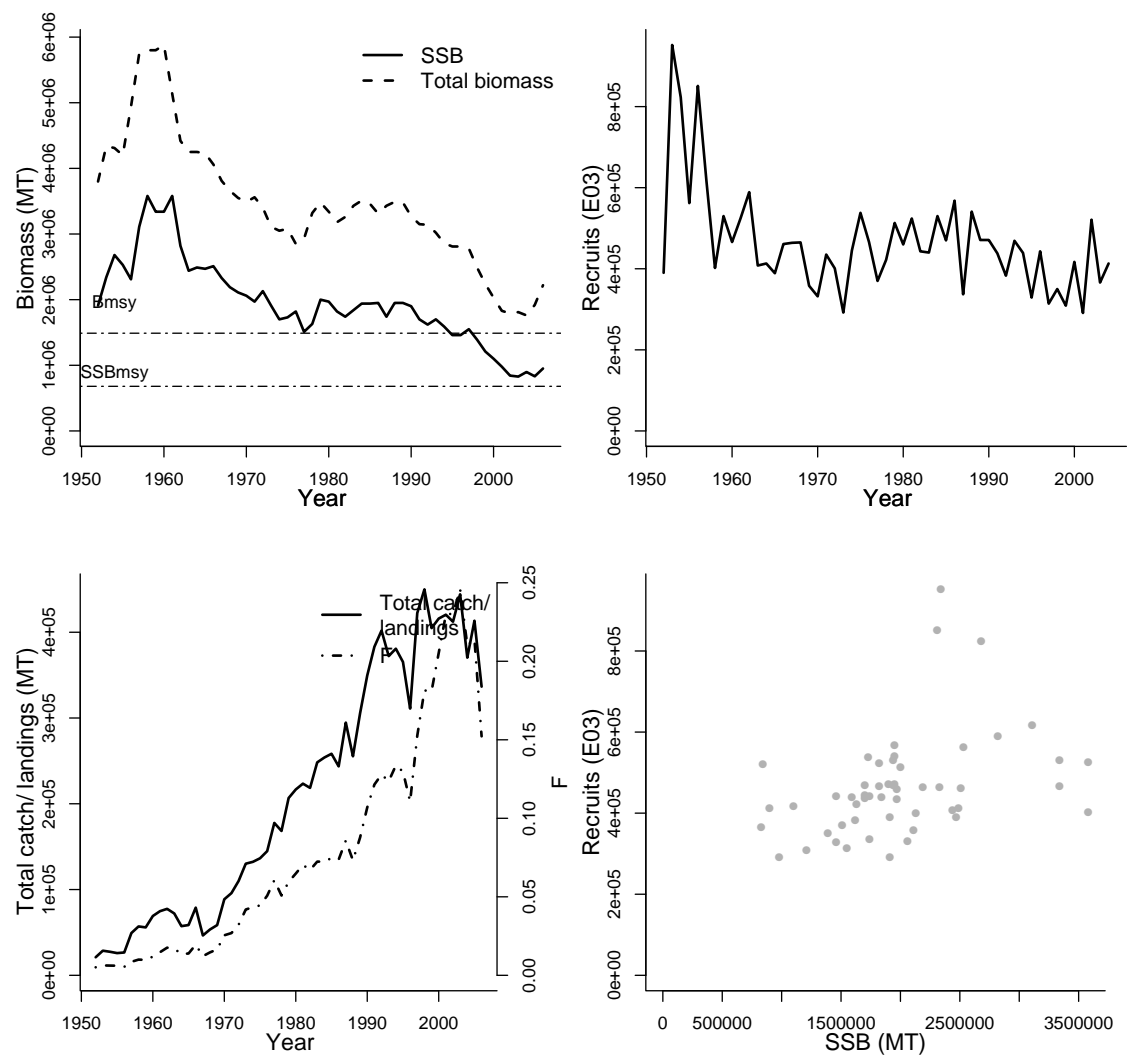 SSB
Total biomass
Biomass (MT)
0e+00 1e+06 2e+06 3e+06 4e+06 5e+06 6e+06
Bmsy
SSBmsy
1950 1960 1970 1980 1990 2000
Year
Recruits (E03)
0e+00 2e+05 4e+05 6e+05 8e+05
1950 1960 1970 1980 1990 2000
Year
Total catch/
landings
F
Total catch/ landings (MT)
0e+00 1e+05 2e+05 3e+05 4e+05
0.00 0.05 0.10 0.15 0.20 0.25
F
1950 1960 1970 1980 1990 2000
Year
Recruits (E03)
0e+00 2e+05 4e+05 6e+05 8e+05
0 500000 1500000 2500000 3500000
SSB (MT)